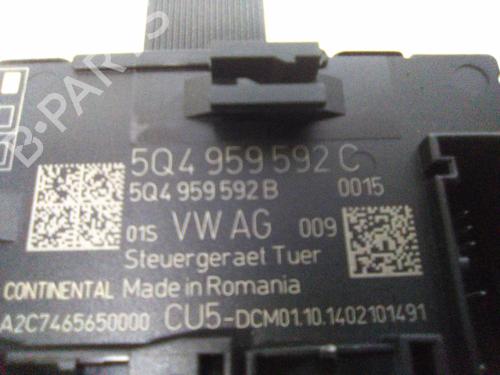 B-PARTS
5Q4 959 592 C
5Q4 959 592 B 0015
01S VW AG 009
Steuergeraet Tuer
CONTINENTAL Made in Romania
A2C7465650000 CU5-DCM01.10.1402101491